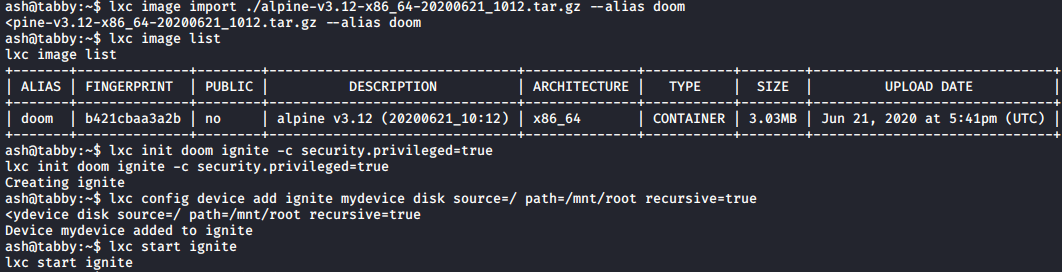 ash@tabby:~$ lxc image import ./alpine-v3.12-x86_64-20200621_1012.tar.gz --alias doom
<pine-v3.12-x86_64-20200621_1012.tar.gz --alias doom
ash@tabby:~$ lxc image list
lxc image list
+-------+--------------+--------+-------------------------------+--------------+-----------+--------+------------------------------+
| ALIAS | FINGERPRINT | PUBLIC | DESCRIPTION | ARCHITECTURE | TYPE | SIZE | UPLOAD DATE |
+-------+--------------+--------+-------------------------------+--------------+-----------+--------+------------------------------+
| doom | b421cbaa3a2b | no | alpine v3.12 (20200621_10:12) | x86_64 | CONTAINER | 3.03MB | Jun 21, 2020 at 5:41pm (UTC) |
+-------+--------------+--------+-------------------------------+--------------+-----------+--------+------------------------------+
ash@tabby:~$ lxc init doom ignite -c security.privileged=true
lxc init doom ignite -c security.privileged=true
Creating ignite
ash@tabby:~$ lxc config device add ignite mydevice disk source=/ path=/mnt/root recursive=true
<ydevice disk source=/ path=/mnt/root recursive=true
Device mydevice added to ignite
ash@tabby:~$ lxc start ignite
lxc start ignite